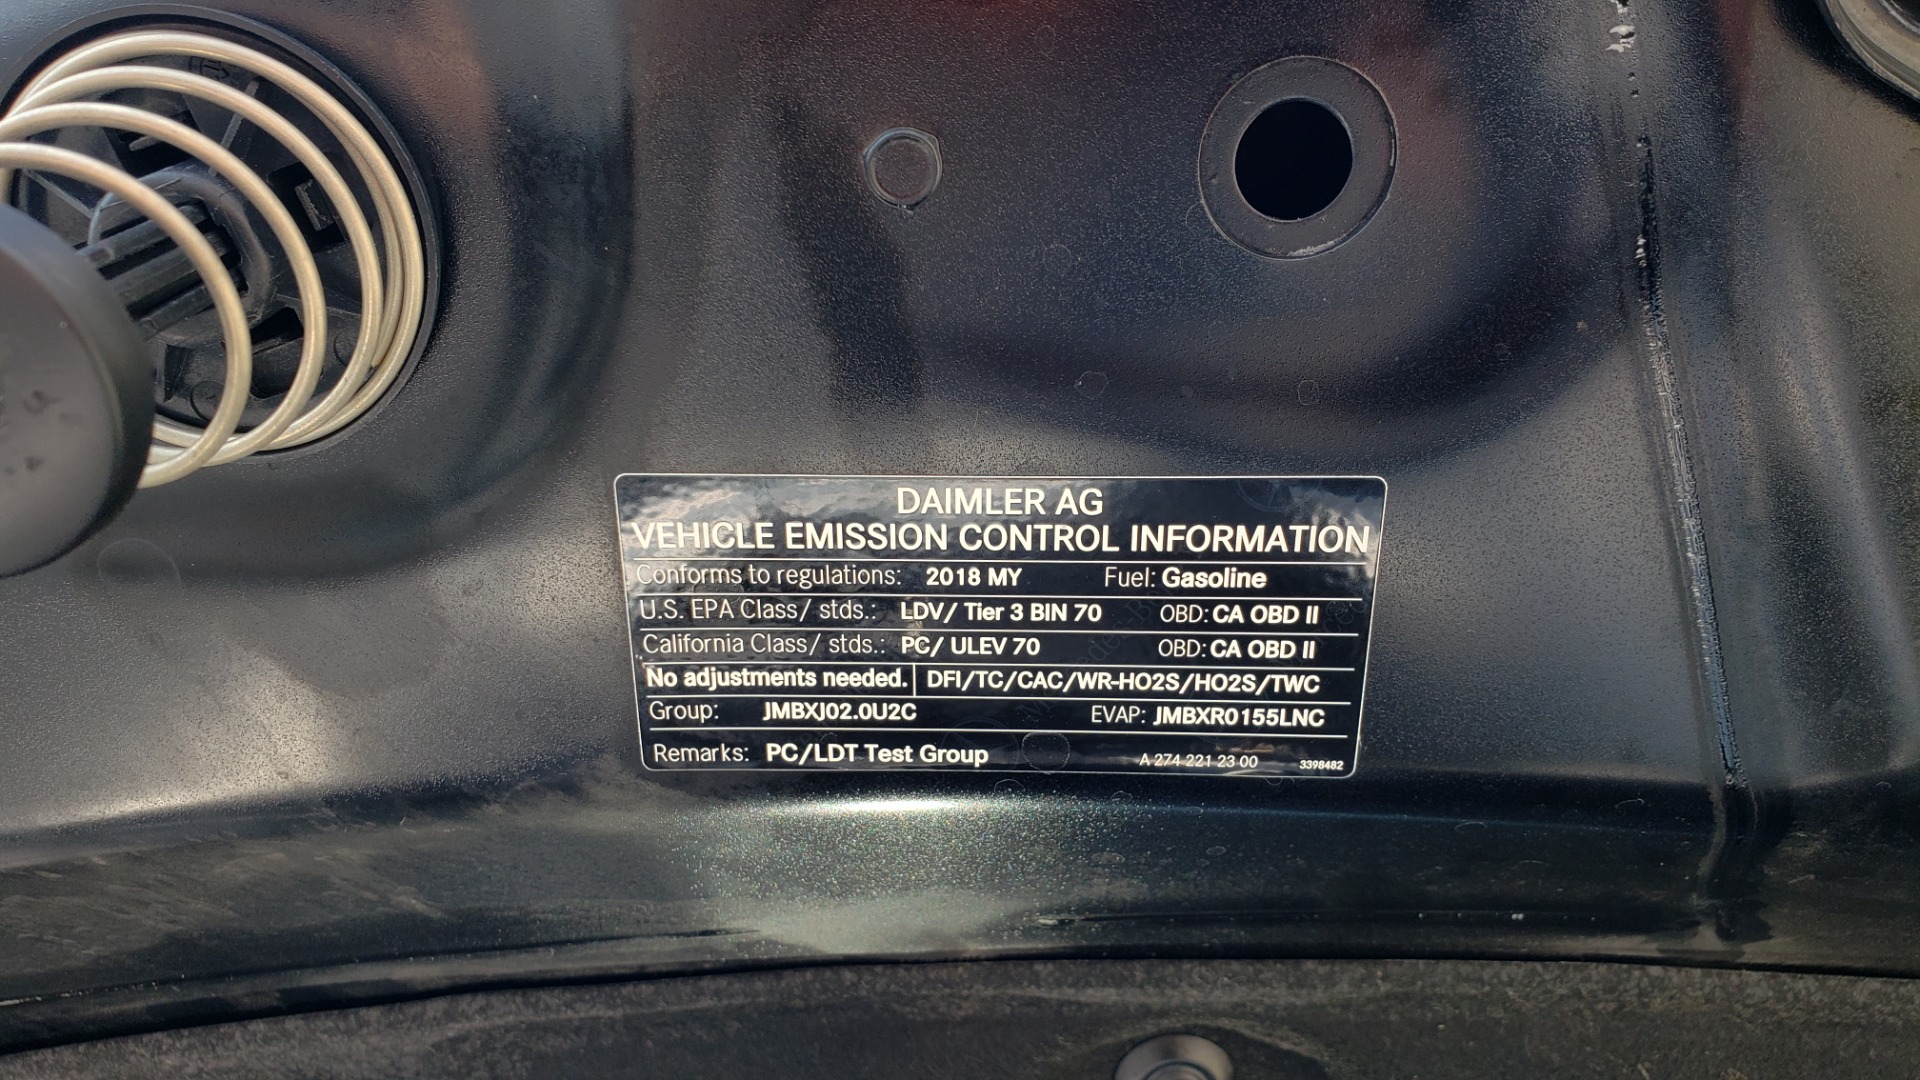 DAIMLER AG
VEHICLE EMISSION CONTROL INFORMATION
Conforms to regulations: 2018 MY Fuel: Gasoline
U.S. EPA Class/ stds.: LDV/ Tier 3 BIN 70 OBD: CA OBD II
California Class/ stds.: PC/ ULEV 70 OBD: CA OBD II
No adjustments needed. DFI/TC/CAC/WR-HO2S/HO2S/TWC
Group: JMBXJ02.0U2C EVAP: JMBXR0155LNC
Remarks: PC/LDT Test Group A 274 221 23 00 3398482